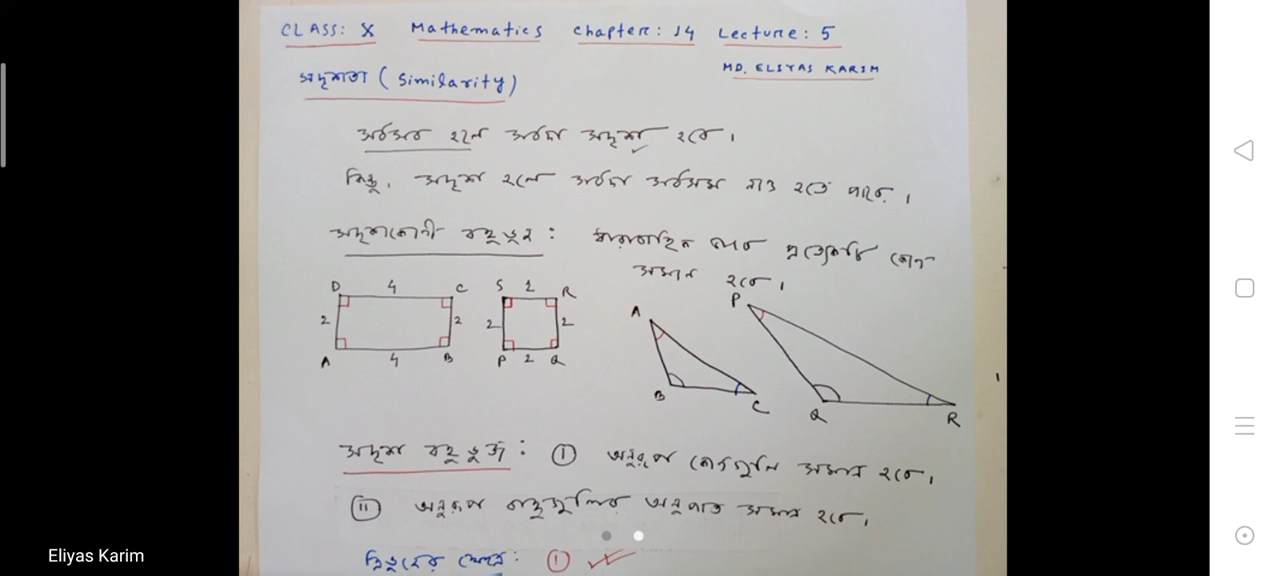 CLASS: X Mathematics Chapter: 14 Lecture: 5
MD. ELIYAS KARIM
সদৃশতা (Similarity)
সর্বসম হলে সর্বদা সদৃশ হবে।
কিন্তু, সদৃশ হলে সর্বদা সর্বসম নাও হতে পারে।
সদৃশকোণী বহুভুজ: ধারাবাহিক ভাবে প্রত্যেকটি কোণ
সমান হবে।
D 4 C S 2 R
2 2 2 2
A 4 B P 2 Q
A P
B C Q R
সদৃশ বহুভুজ: (i) অনুরূপ কোণগুলি সমান হবে।
(ii) অনুরূপ বাহুগুলির অনুপাত সমান হবে।
ত্রিভুজের ক্ষেত্রে: (i)
Eliyas Karim